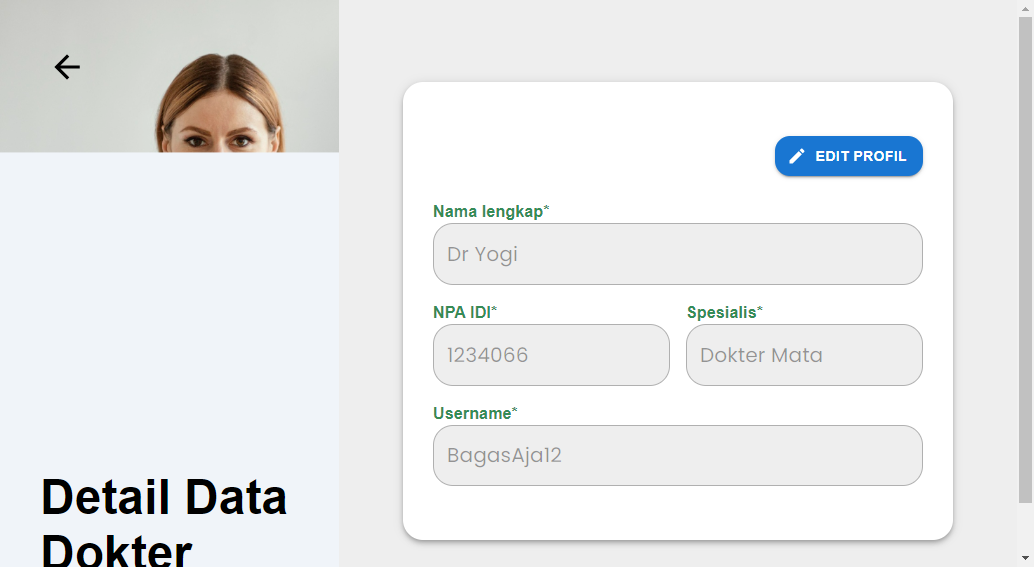 EDIT PROFIL
Nama lengkap*
Dr Yogi
NPA IDI*
Spesialis*
1234066
Dokter Mata
Username*
BagasAja12
Detail Data
Dokter